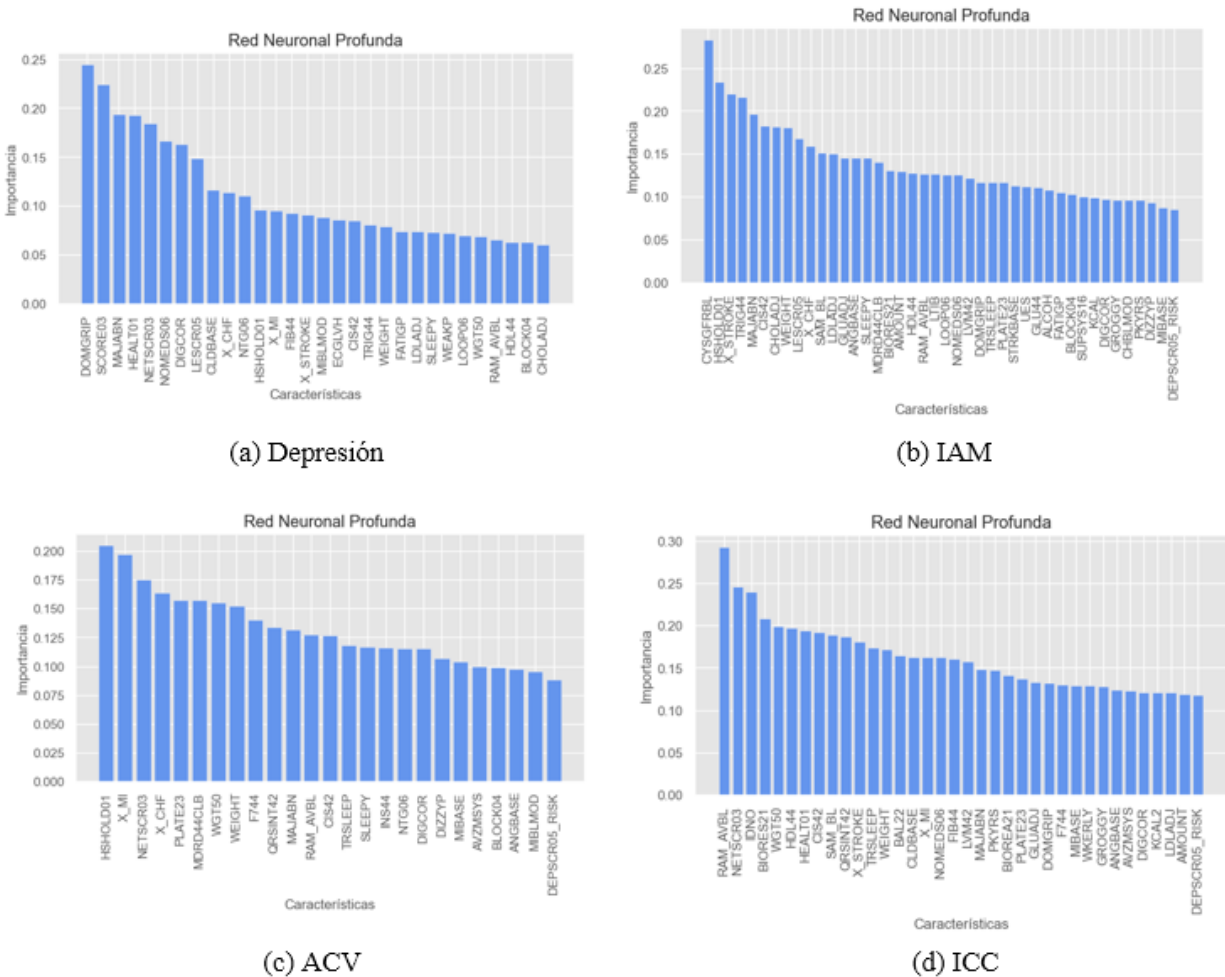 Red Neuronal Profunda
0.25
0.20
0.15
0.10
0.05
0.00
Importancia
DOMGRIP
SCORE03
MAJABN
HEALT01
NETSCR03
NOMEDS06
DIGCOR
LESCR05
CLDBASE
X_CHF
NTG06
HSHOLD01
X_MI
FIB44
X_STROKE
MIBLMOD
ECGLVH
CIS42
TRIG44
WEIGHT
FATIGP
LDLADJ
SLEEPY
WEAKP
LOOP06
WGT50
RAM_AVBL
HDL44
BLOCK04
CHOLADJ
Características
(a) Depresión
Red Neuronal Profunda
0.25
0.20
0.15
0.10
0.05
0.00
Importancia
CYSGFRBL
HSHOLD01
X_STROKE
TRIG44
MAJABN
CIS42
CHOLADJ
WEIGHT
LESCR05
X_CHF
SAM_BL
LDLADJ
GLUADJ
ANGBASE
SLEEPY
MDRD44CLB
BIORES21
AMOUNT
HDL44
RAM_AVBL
LTIB
LOOP06
NOMEDS06
LVM42
DOMGRIP
TRSLEEP
PLATE23
STRKBASE
UES
GLU44
ALCOH
FATIGP
BLOCK04
SUPSYS16
KCAL
DIGCOR
GROGGY
CHBLMOD
PKYRS
DIZZYP
MIBASE
DEPSCR05_RISK
Características
(b) IAM
Red Neuronal Profunda
0.200
0.175
0.150
0.125
0.100
0.075
0.050
0.025
0.000
Importancia
HSHOLD01
X_MI
NETSCR03
X_CHF
PLATE23
MDRD44CLB
WGT50
WEIGHT
F744
QRSINT42
MAJABN
RAM_AVBL
CIS42
TRSLEEP
SLEEPY
INS44
NTG06
DIGCOR
DIZZYP
MIBASE
AVZMSYS
BLOCK04
ANGBASE
MIBLMOD
DEPSCR05_RISK
Características
(c) ACV
Red Neuronal Profunda
0.30
0.25
0.20
0.15
0.10
0.05
0.00
Importancia
RAM_AVBL
NETSCR03
IDNO
BIORES21
WGT50
HDL44
HEALT01
CIS42
SAM_BL
QRSINT42
X_STROKE
TRSLEEP
WEIGHT
BAL22
CLDBASE
X_MI
NOMEDS06
FIB44
LVM42
MAJABN
PKYRS
BIOREA21
PLATE23
GLUADJ
DOMGRIP
F744
MIBASE
WKERLY
GROGGY
ANGBASE
AVZMSYS
DIGCOR
KCAL2
LDLADJ
AMOUNT
DEPSCR05_RISK
Características
(d) ICC